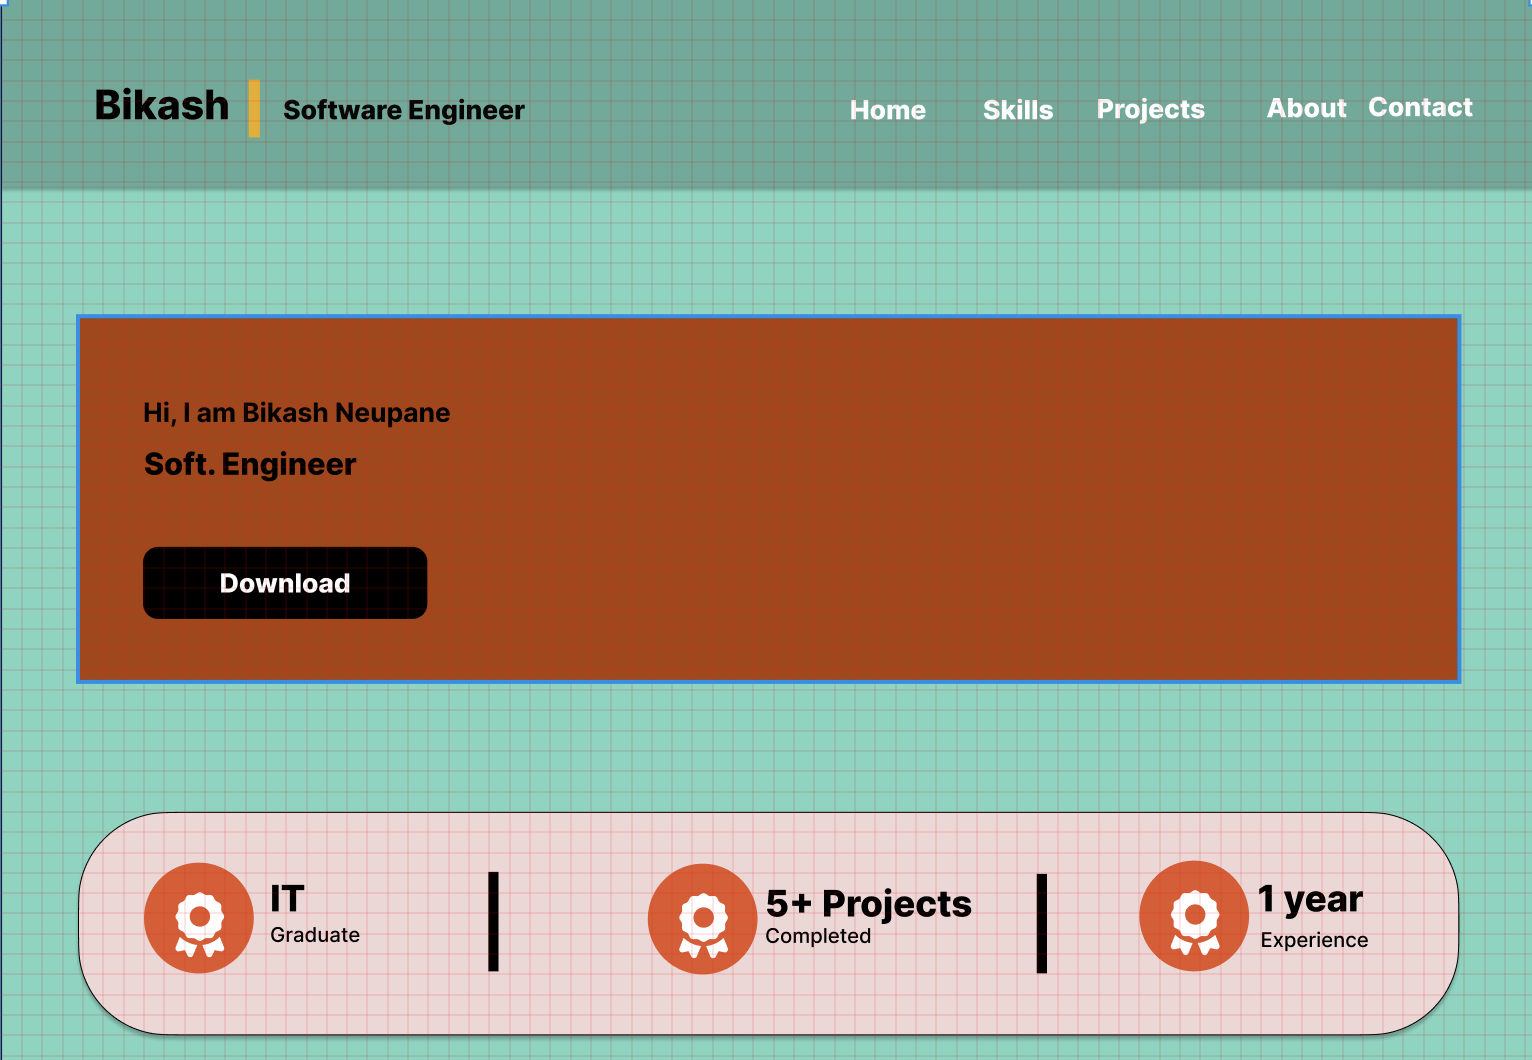 Bikash Software Engineer Home Skills Projects About Contact
Hi, I am Bikash Neupane
Soft. Engineer
Download
IT
Graduate
5+ Projects
Completed
1 year
Experience